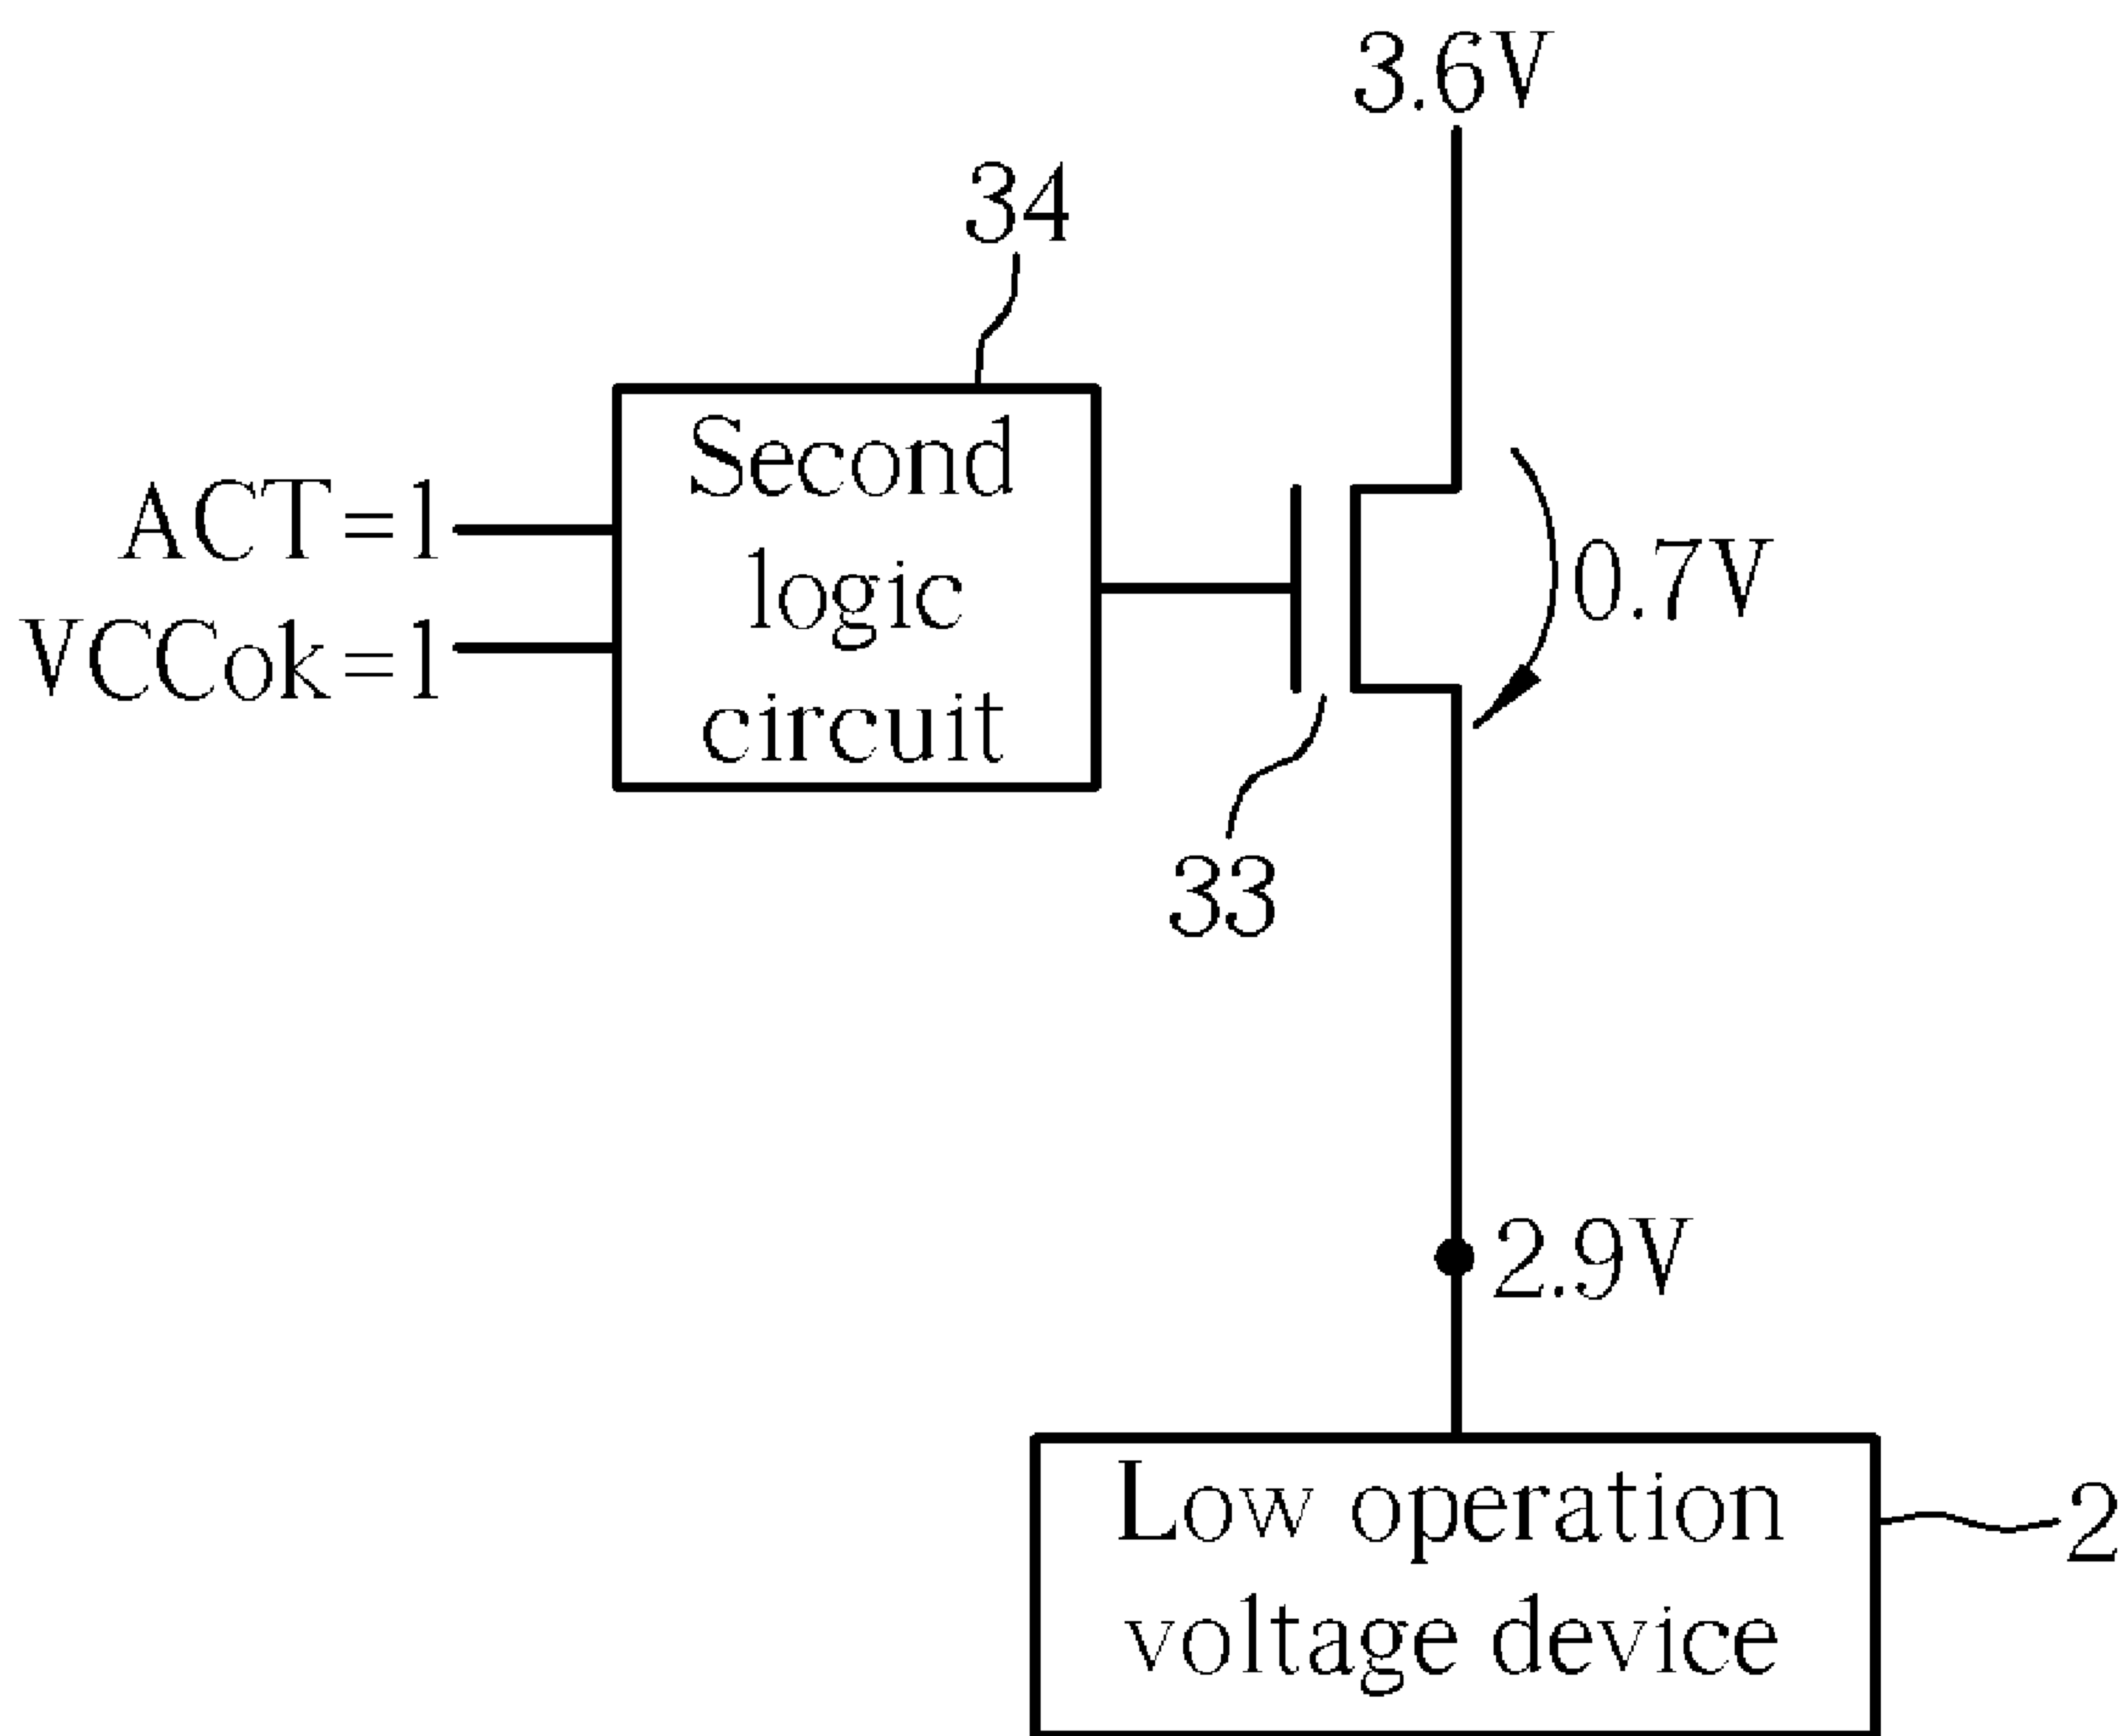 3.6V
34
Second
logic
circuit
ACT=1
VCCok=1
0.7V
33
2.9V
Low operation
voltage device
2